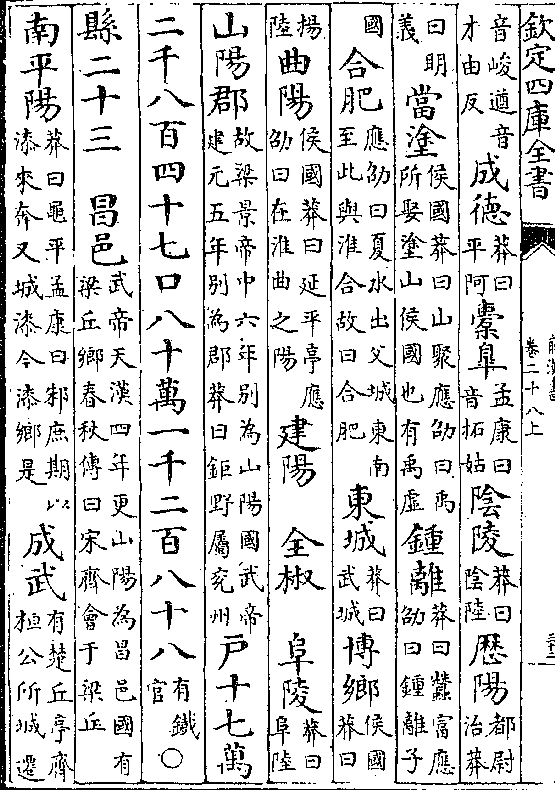 欽定四庫全書
卷二十八上
音峻遒音才由反 成德 莽曰平阿 橐臯 孟康曰音拓姑 陰陵 莽曰陰陸 歴陽 都尉治莽
曰明義 當塗 侯國莽曰山聚應劭曰禹所娶塗山侯國也有禹虛 鍾離 莽曰蠶富應劭曰鍾離子
國 合肥 應劭曰夏水出父城東南至此與淮合故曰合肥 東城 莽曰武城 博鄉 侯國莽曰
揚陸 曲陽 侯國莽曰延平亭應劭曰在淮曲之陽 建陽 全椒 阜陵 莽曰阜陸
山陽郡 故梁景帝中六年别為山陽國武帝建元五年别為郡莽曰鉅野屬兗州 戸十七萬
二千八百四十七口八十萬一千二百八十八 有鐵官 ○
縣二十三 昌邑 武帝天漢四年更山陽為昌邑國有梁丘鄉春秋傳曰宋齊會于梁丘
南平陽 莽曰黽平孟康曰邾庶期以漆來奔又城漆今漆鄉是 成武 有楚丘亭齊桓公所城遷